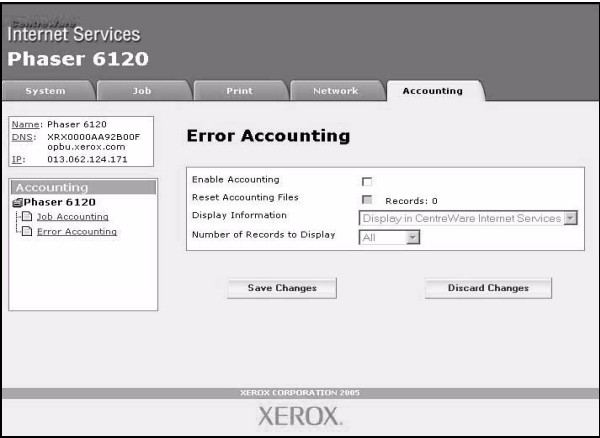 CentreWare
Internet Services
Phaser 6120
System Job Print Network Accounting
Name: Phaser 6120
DNS: XRX0000AA92B00F
opbu.xerox.com
IP: 013.062.124.171
Accounting
Phaser 6120
Job Accounting
Error Accounting
Error Accounting
Enable Accounting
Reset Accounting Files Records: 0
Display Information Display in CentreWare Internet Services
Number of Records to Display All
Save Changes Discard Changes
XEROX CORPORATION 2005
XEROX.